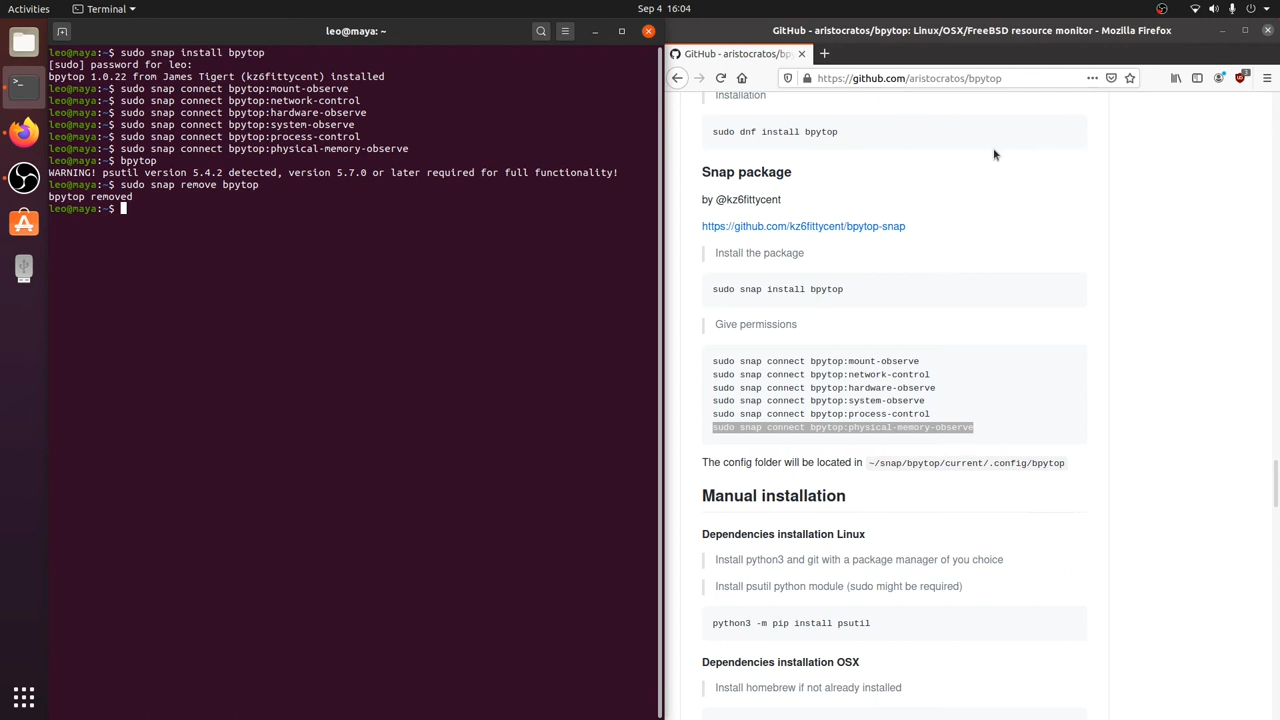 Activities
Terminal
Sep 4 16:04
leo@maya: ~
leo@maya:~$ sudo snap install bpytop
[sudo] password for leo:
bpytop 1.0.22 from James Tigert (kz6fittycent) installed
leo@maya:~$ sudo snap connect bpytop:mount-observe
leo@maya:~$ sudo snap connect bpytop:network-control
leo@maya:~$ sudo snap connect bpytop:hardware-observe
leo@maya:~$ sudo snap connect bpytop:system-observe
leo@maya:~$ sudo snap connect bpytop:process-control
leo@maya:~$ sudo snap connect bpytop:physical-memory-observe
leo@maya:~$ bpytop
WARNING! psutil version 5.4.2 detected, version 5.7.0 or later required for full functionality!
leo@maya:~$ sudo snap remove bpytop
bpytop removed
leo@maya:~$
GitHub - aristocratos/bpytop: Linux/OSX/FreeBSD resource monitor - Mozilla Firefox
GitHub - aristocratos/bpy
https://github.com/aristocratos/bpytop
Installation
sudo dnf install bpytop
Snap package
by @kz6fittycent
https://github.com/kz6fittycent/bpytop-snap
Install the package
sudo snap install bpytop
Give permissions
sudo snap connect bpytop:mount-observe
sudo snap connect bpytop:network-control
sudo snap connect bpytop:hardware-observe
sudo snap connect bpytop:system-observe
sudo snap connect bpytop:process-control
sudo snap connect bpytop:physical-memory-observe
The config folder will be located in ~/snap/bpytop/current/.config/bpytop
Manual installation
Dependencies installation Linux
Install python3 and git with a package manager of you choice
Install psutil python module (sudo might be required)
python3 -m pip install psutil
Dependencies installation OSX
Install homebrew if not already installed